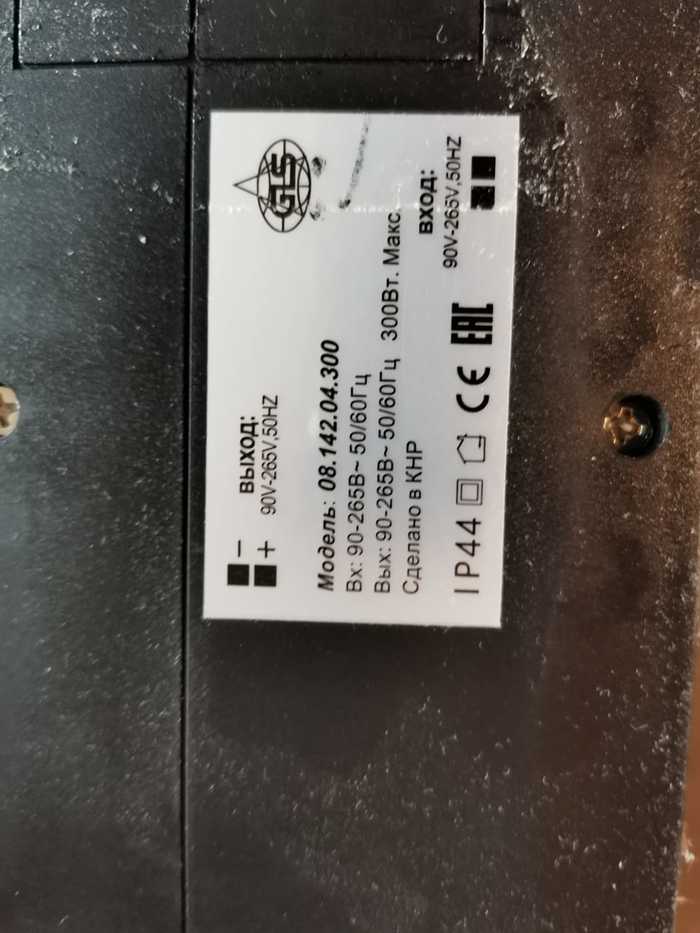 GLS
ВЫХОД:
90V-265V,50HZ
−
+
Модель: 08.142.04.300
Вх: 90-265В~ 50/60Гц
Вых: 90-265В~ 50/60Гц 300Вт. Макс.
Сделано в КНР
ВХОД:
90V-265V,50HZ
IP44 CE EAC